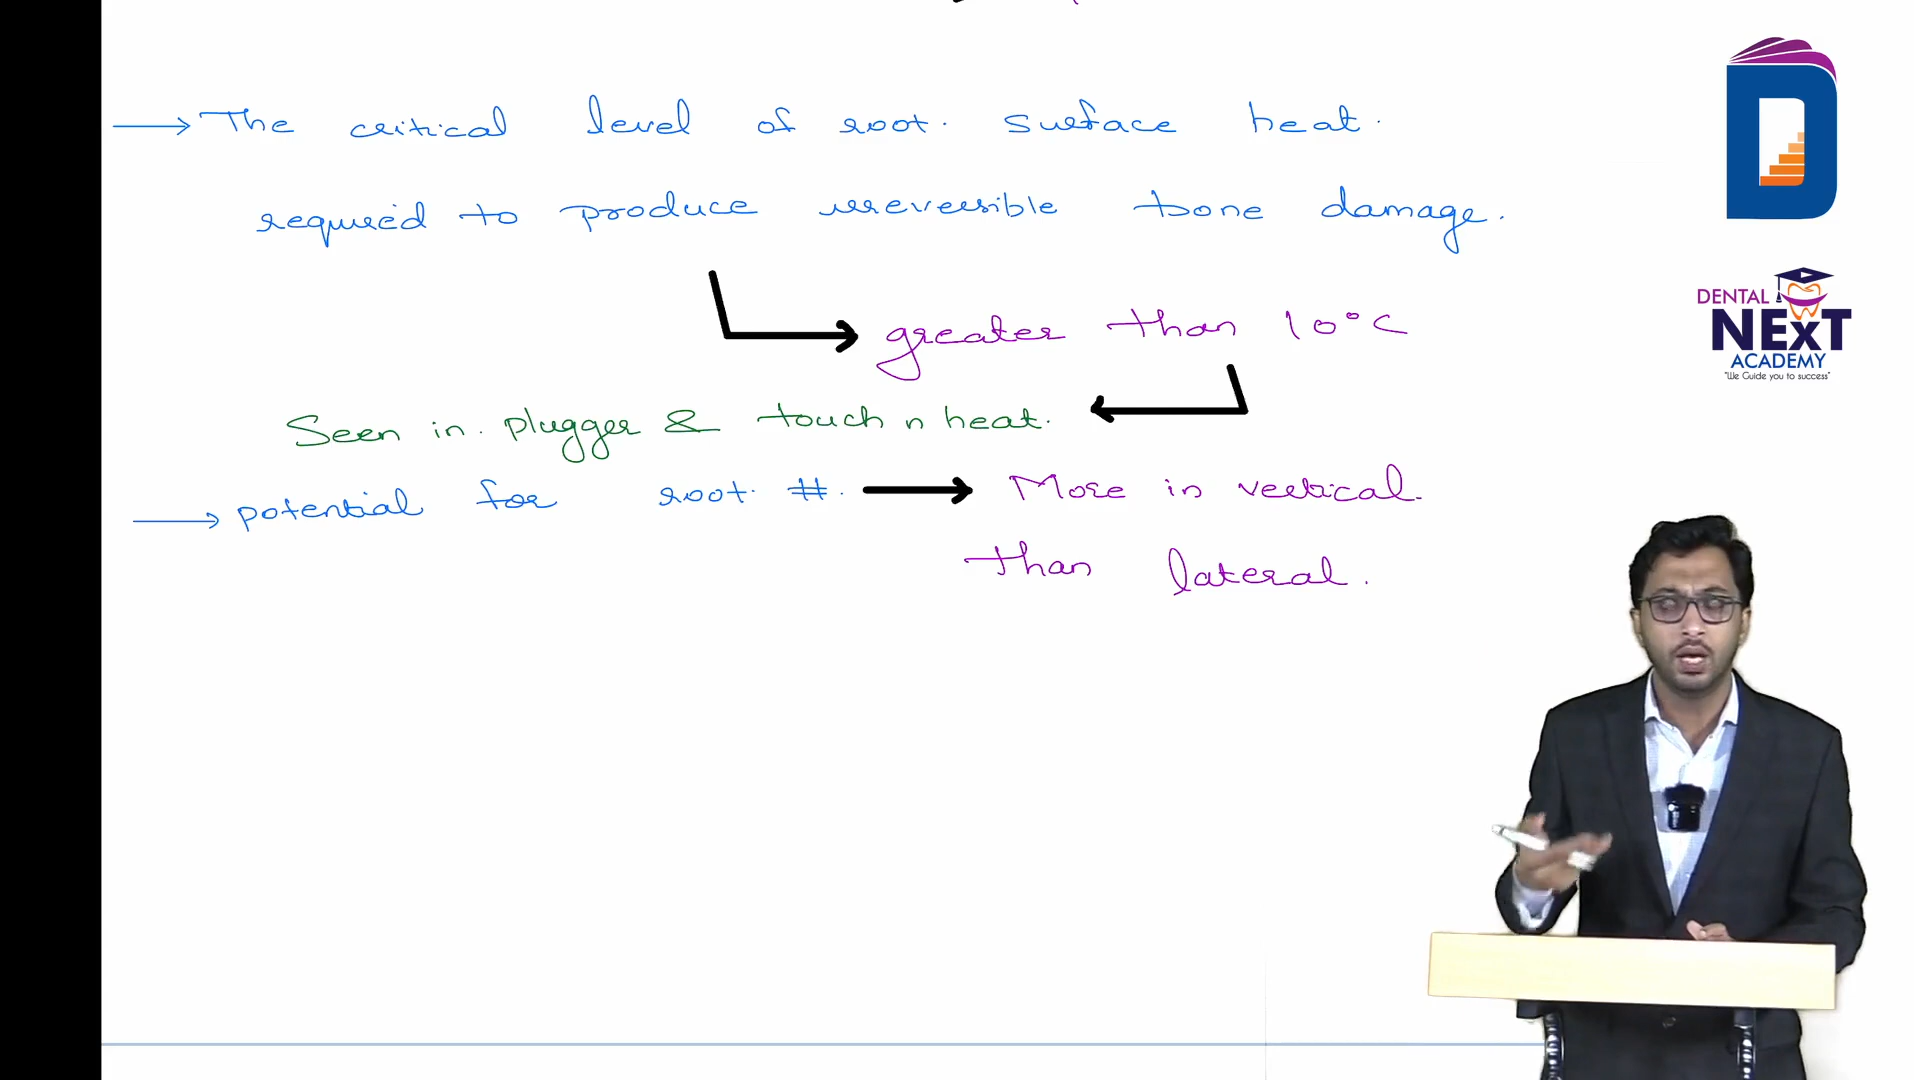 The critical level of root. surface heat.
required to produce irreversible bone damage.
greater than 10°C
Seen in. plugger & touch n heat.
potential for root. #. More in vertical.
than lateral.
DENTAL
NExT
ACADEMY
"We Guide you to success"